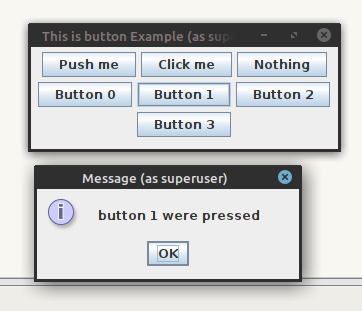 This is button Example (as supe
Push me Click me Nothing
Button 0 Button 1 Button 2
Button 3
Message (as superuser)
button 1 were pressed
OK